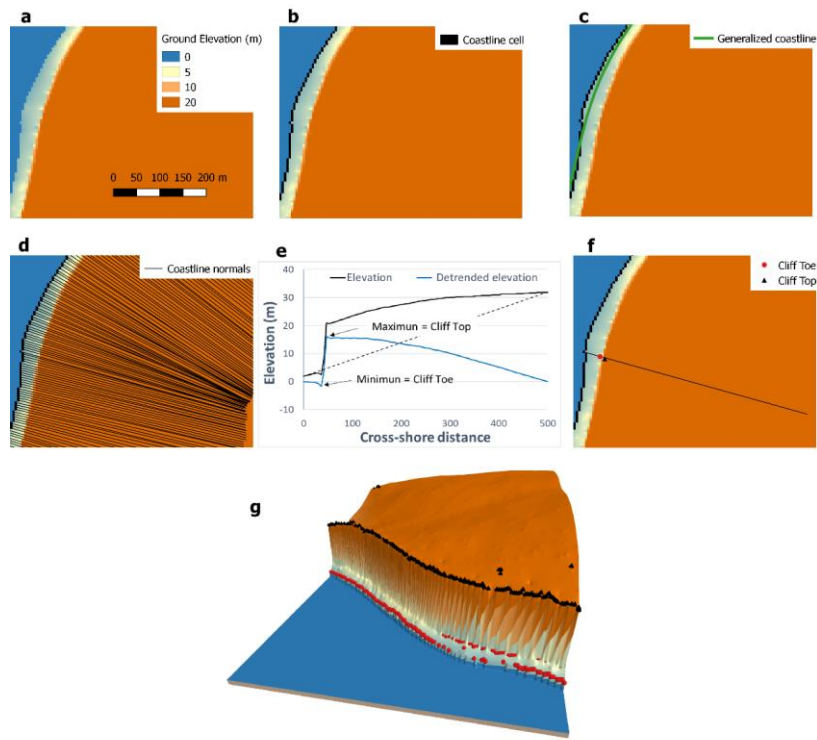 a
Ground Elevation (m)
0
5
10
20
0 50 100 150 200 m
b
Coastline cell
c
Generalized coastline
d
Coastline normals
e
Elevation
Detrended elevation
40
30
20
10
0
-10
Elevation (m)
Maximun = Cliff Top
Minimun = Cliff Toe
0 100 200 300 400 500
Cross-shore distance
f
Cliff Toe
Cliff Top
g